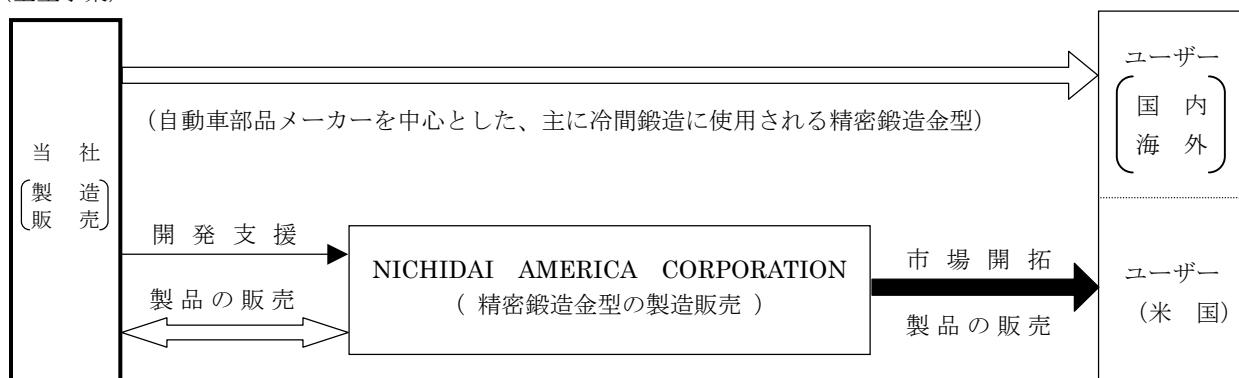 当 社
製 造
販 売
(自動車部品メーカーを中心とした、主に冷間鍛造に使用される精密鍛造金型)
開 発 支 援
製 品 の 販 売
NICHIDAI AMERICA CORPORATION
( 精密鍛造金型の製造販売 )
市 場 開 拓
製 品 の 販 売
ユーザー
国 内
海 外
ユーザー
(米 国)